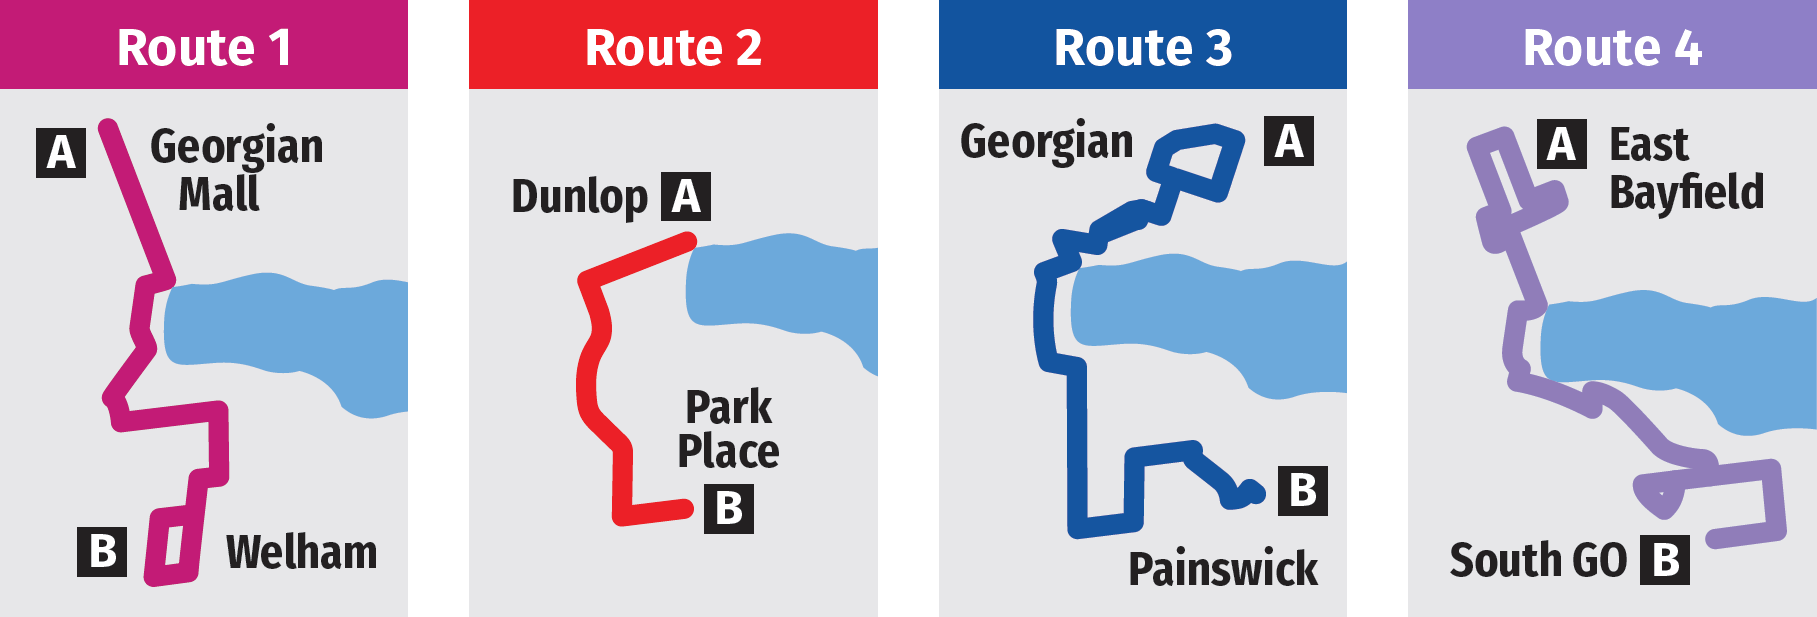 Route 1
A
Georgian
Mall
B
Welham
Route 2
Dunlop A
Park
Place
B
Route 3
Georgian A
B
Painswick
Route 4
A East
Bayfield
South GO B